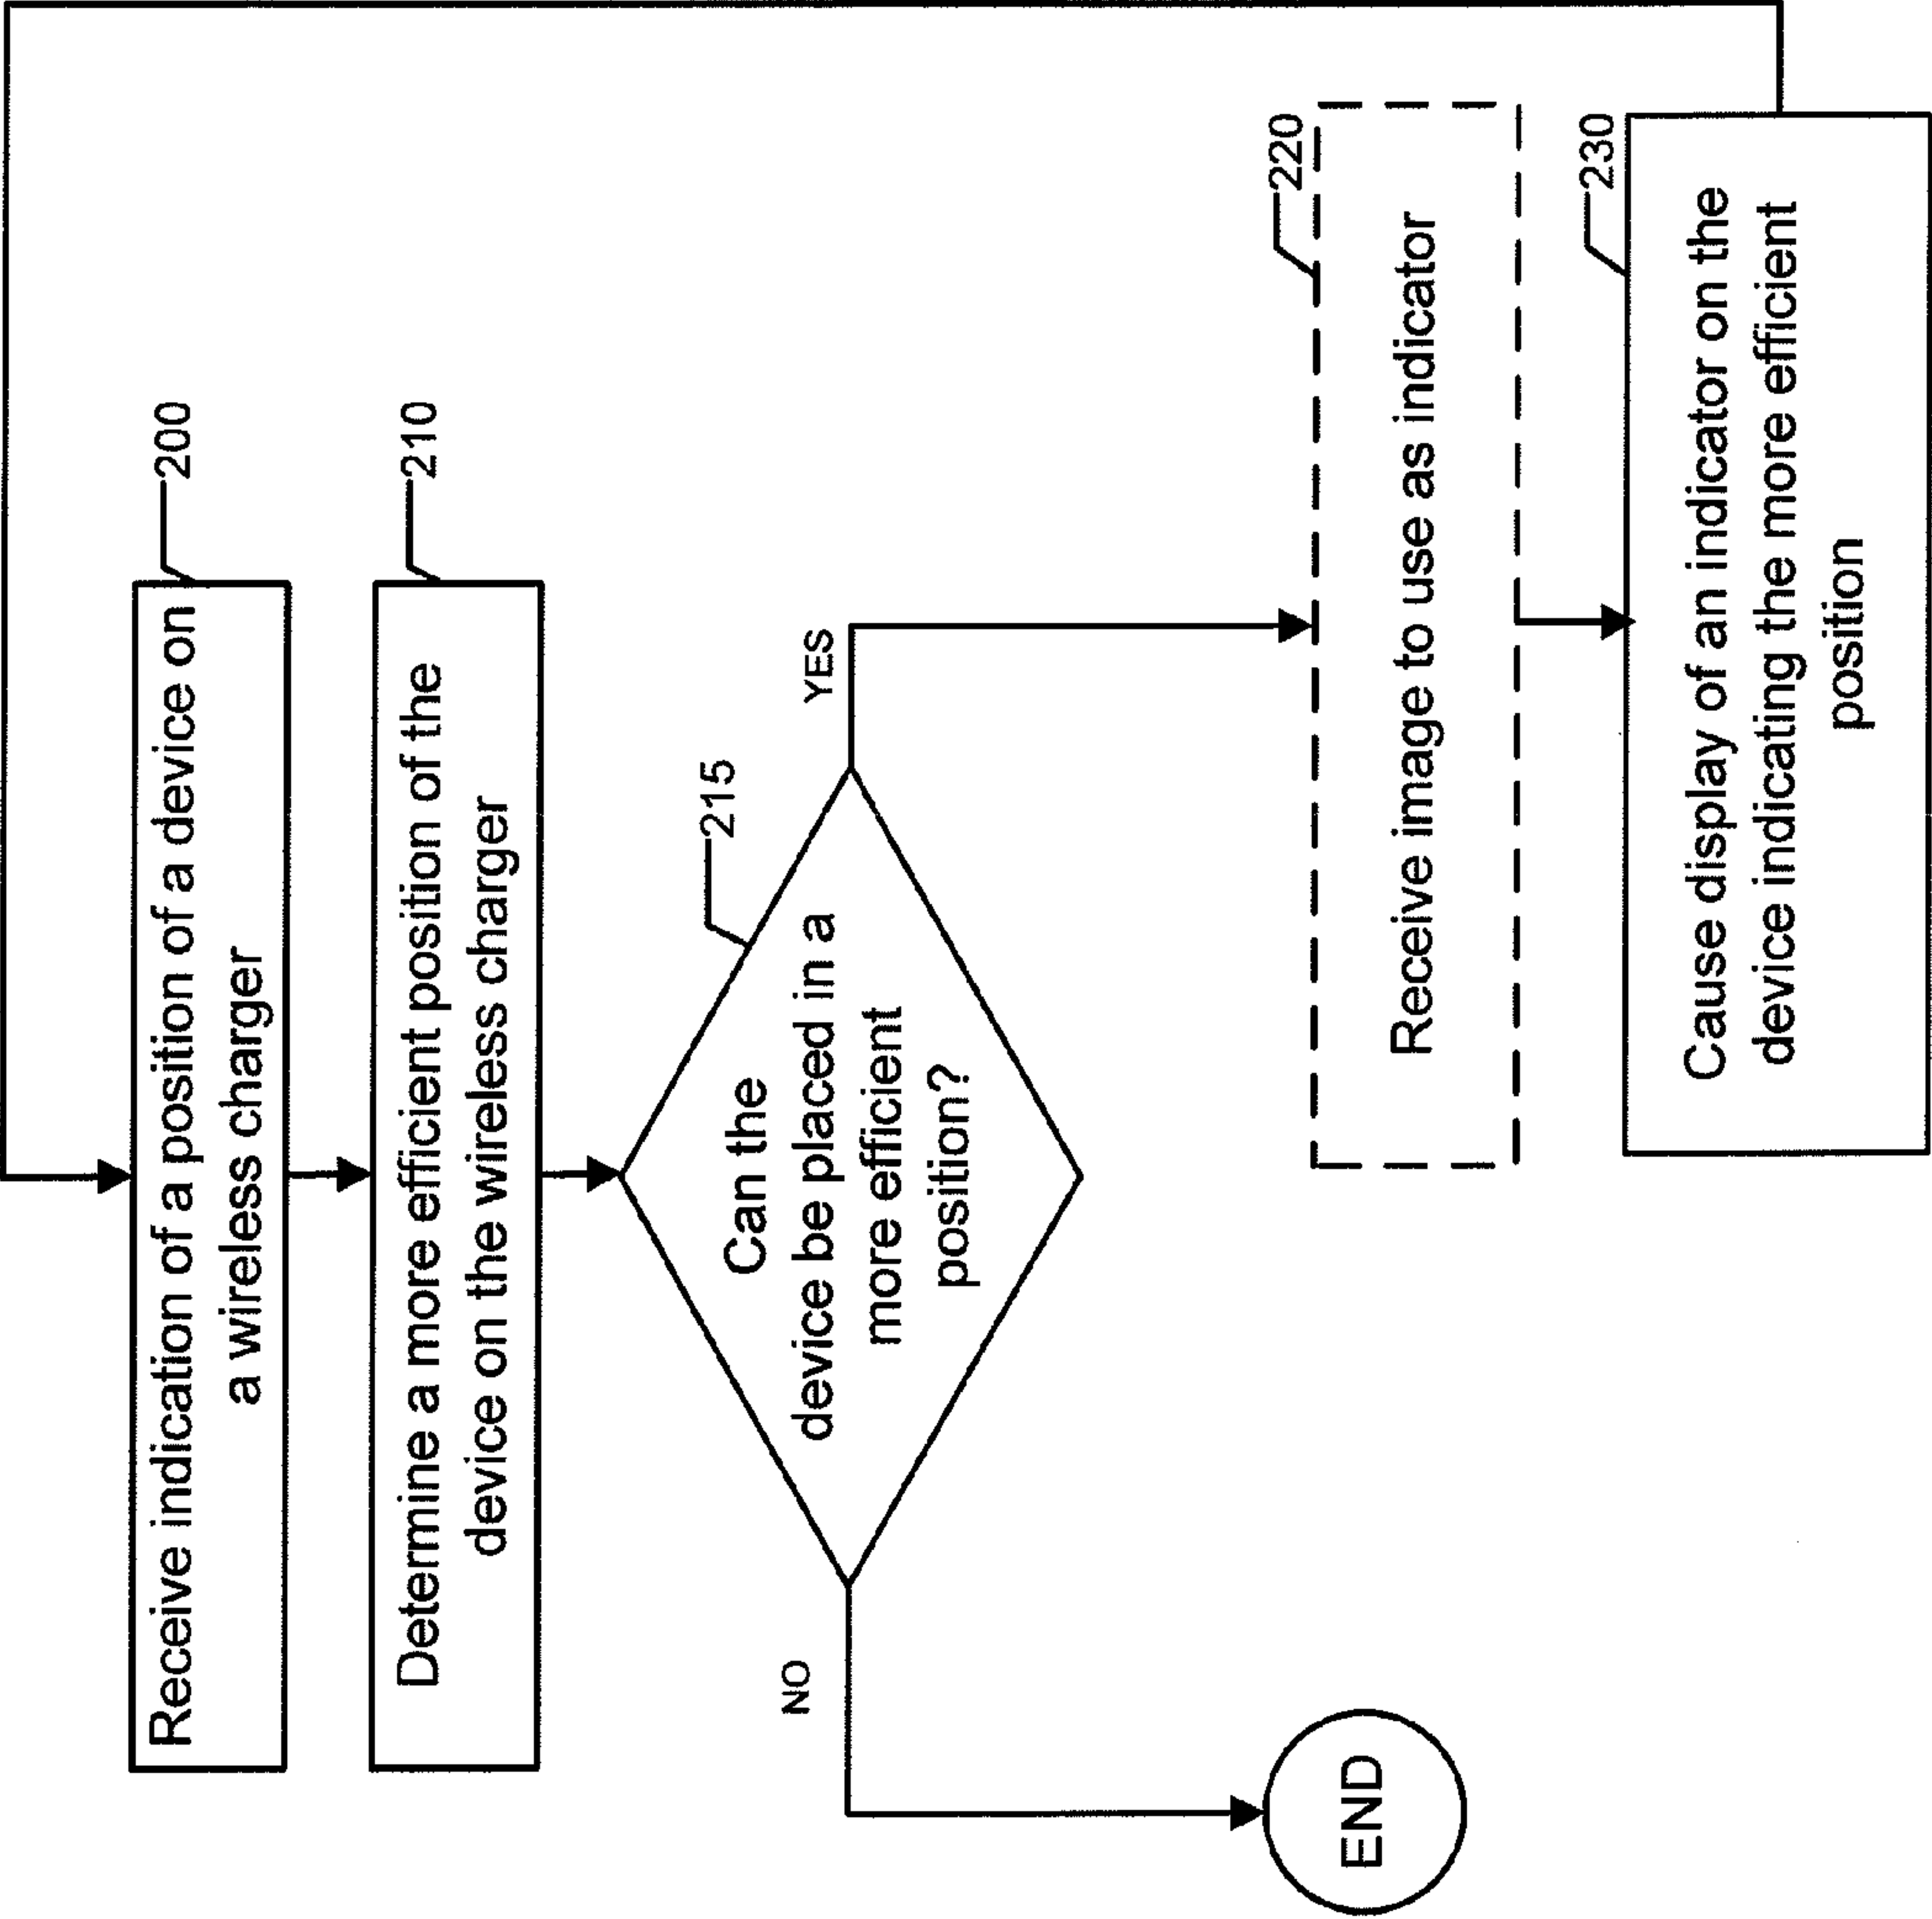 200
Receive indication of a position of a device on
a wireless charger
210
Determine a more efficient position of the
device on the wireless charger
215
Can the
device be placed in a
more efficient
position?
NO
YES
220
Receive image to use as indicator
230
Cause display of an indicator on the
device indicating the more efficient
position
END